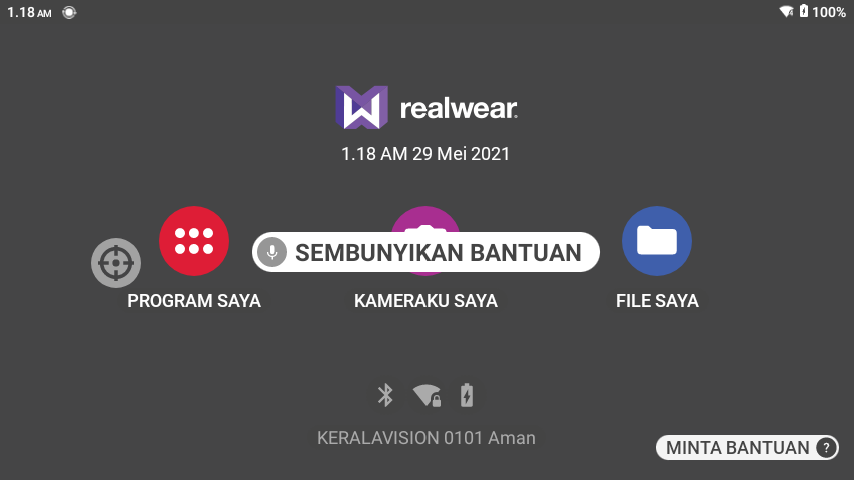 1.18 AM
100%
realwear
1.18 AM 29 Mei 2021
SEMBUNYIKAN BANTUAN
PROGRAM SAYA
KAMERAKU SAYA
FILE SAYA
KERALAVISION 0101 Aman
MINTA BANTUAN ?